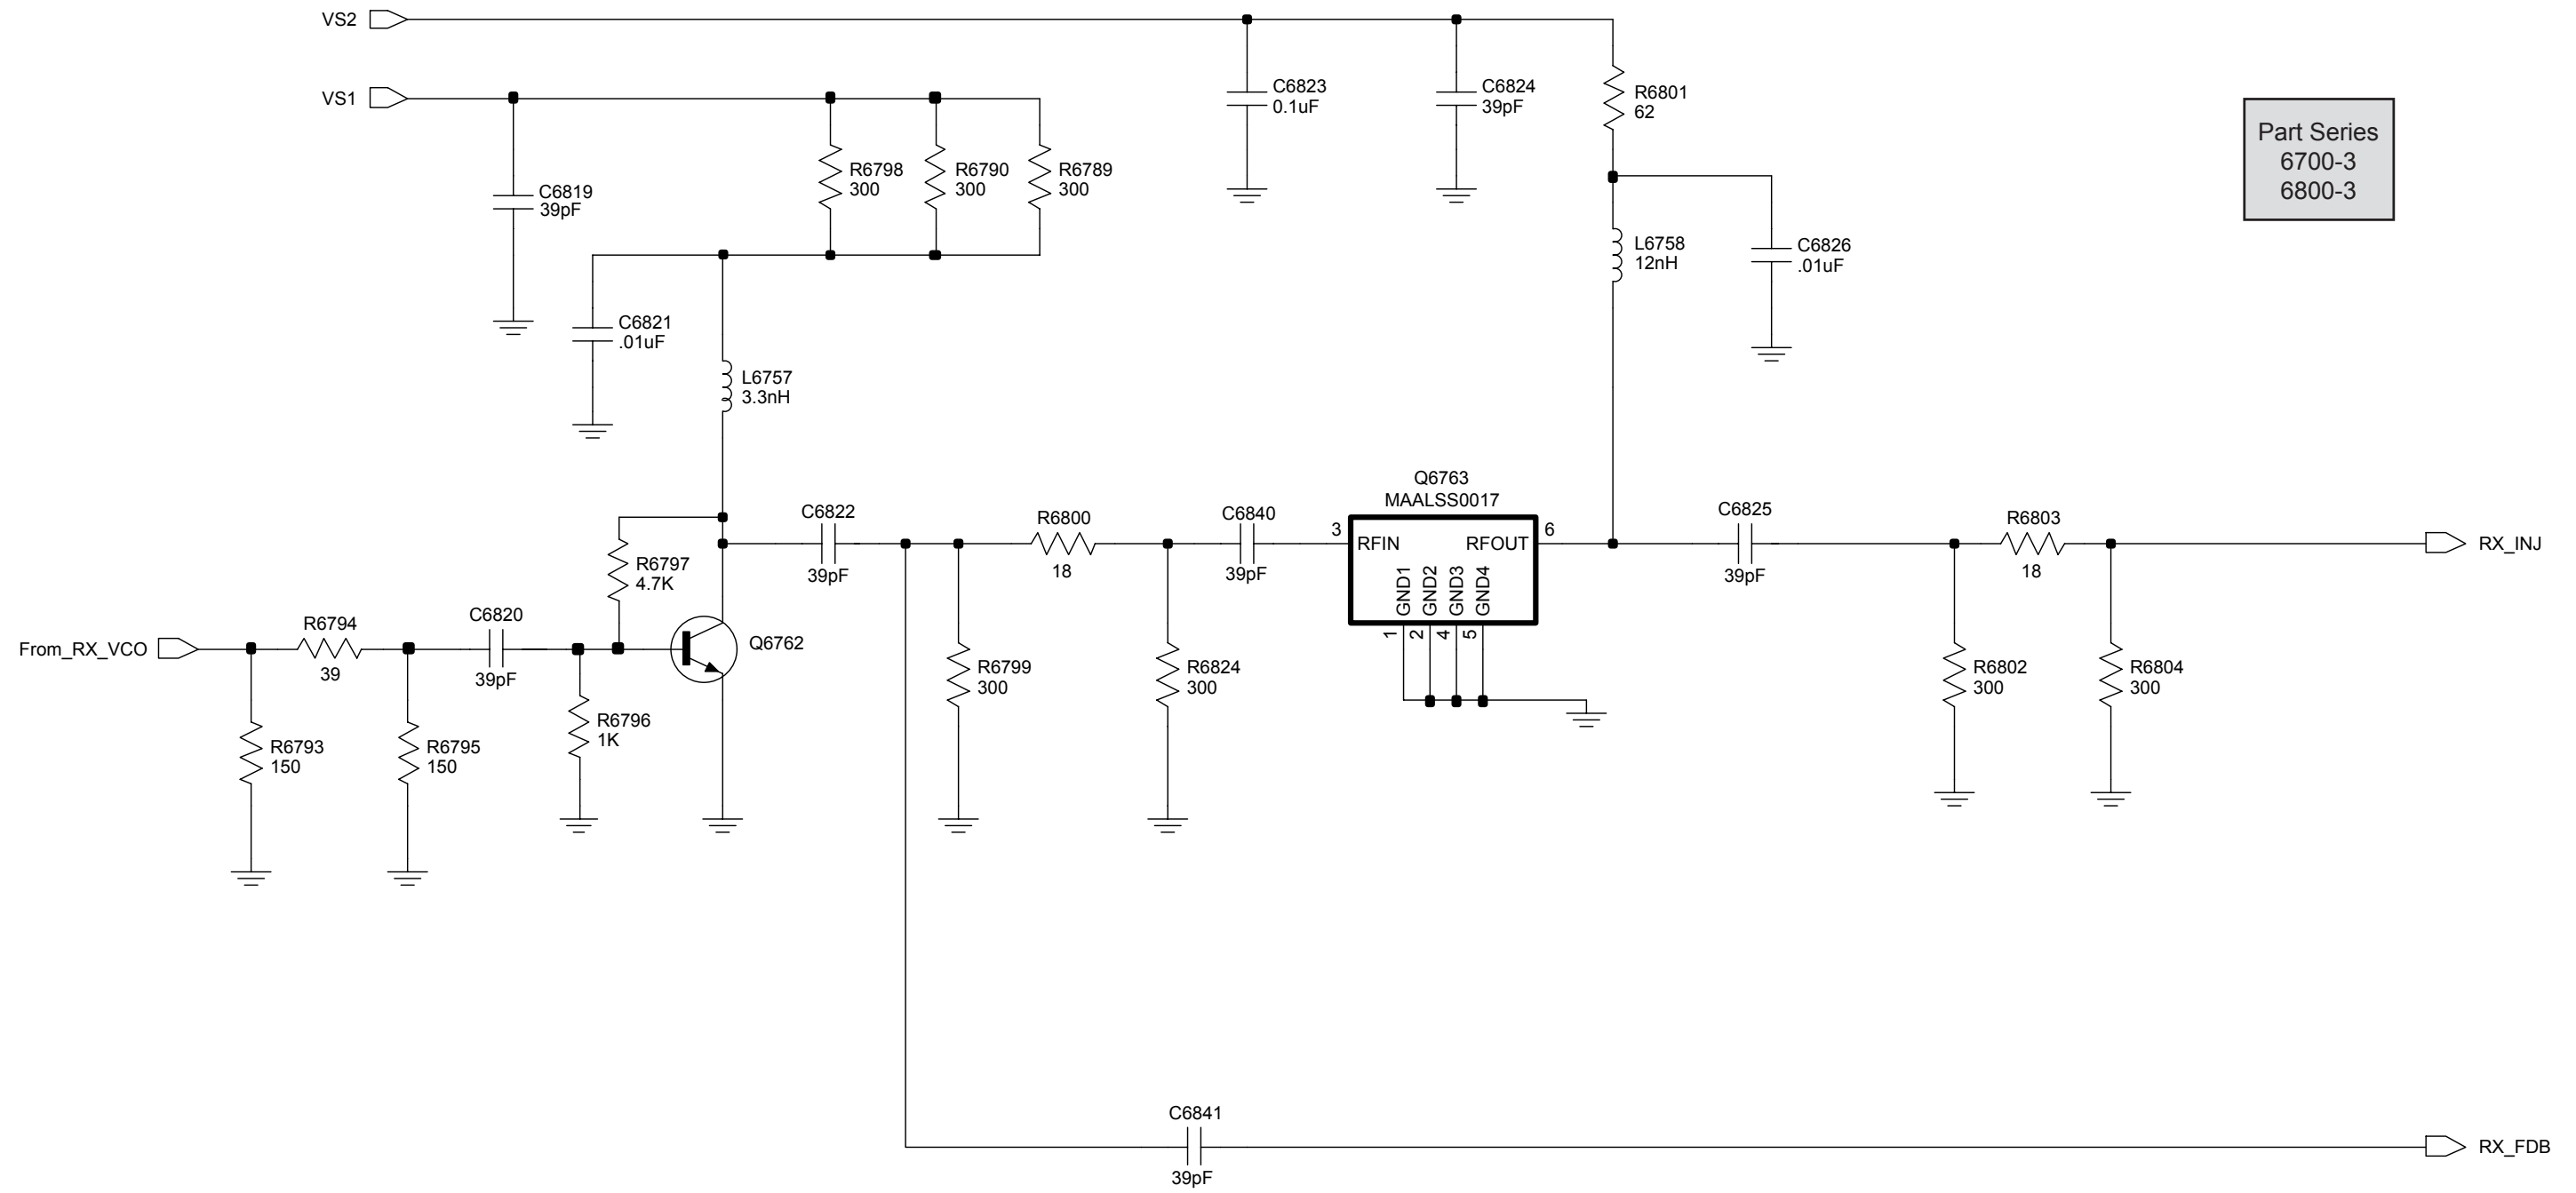 VS2
VS1
C6823
0.1uF
C6824
39pF
R6801
62
Part Series
6700-3
6800-3
R6798
300
R6790
300
R6789
300
C6819
39pF
L6758
12nH
C6826
.01uF
C6821
.01uF
L6757
3.3nH
Q6763
MAALSS0017
C6822
39pF
R6800
18
C6840
39pF
3
RFIN
RFOUT
6
GND1
GND2
GND3
GND4
1
2
4
5
C6825
39pF
R6803
18
RX_INJ
R6797
4.7K
From_RX_VCO
R6794
39
C6820
39pF
Q6762
R6799
300
R6824
300
R6802
300
R6804
300
R6793
150
R6795
150
R6796
1K
C6841
39pF
RX_FDB